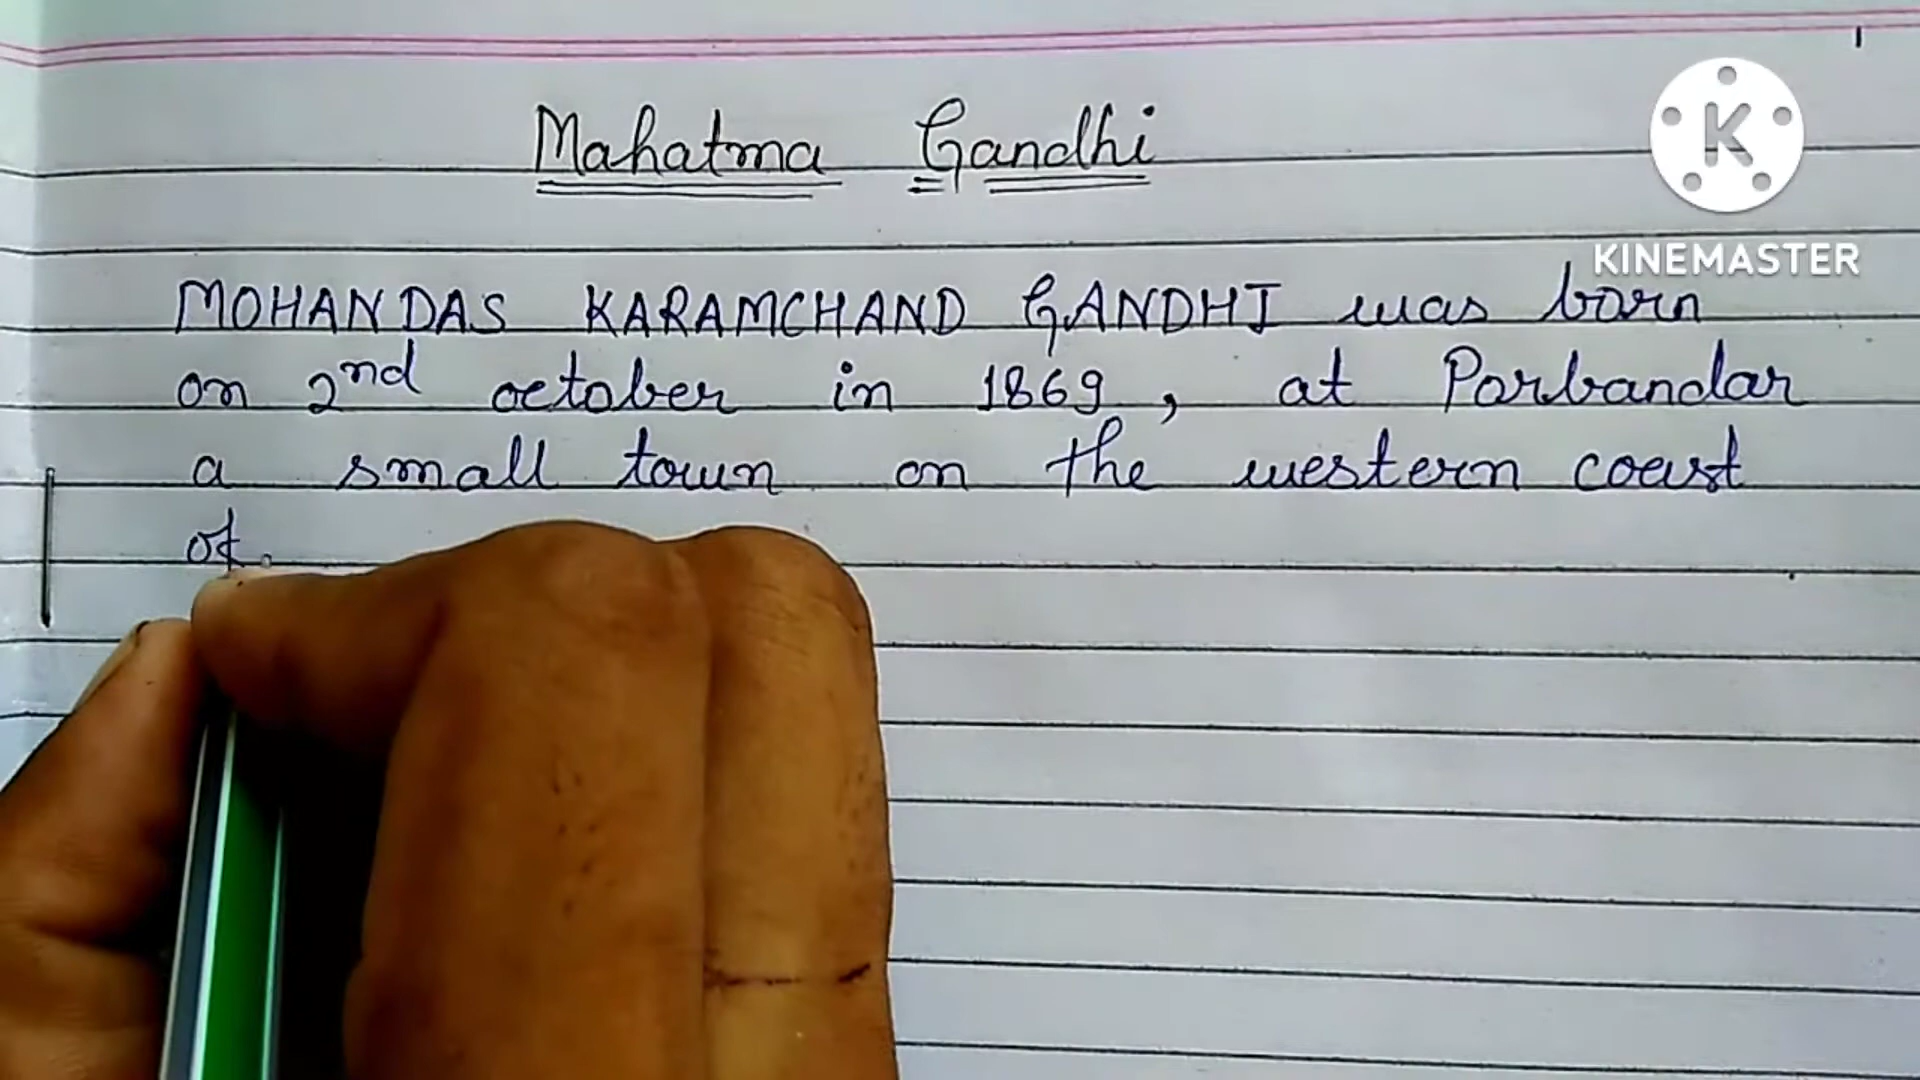 Mahatma Gandhi
KINEMASTER
MOHANDAS KARAMCHAND GANDHI was born
on 2nd october in 1869, at Porbandar
a small town on the western coast
of